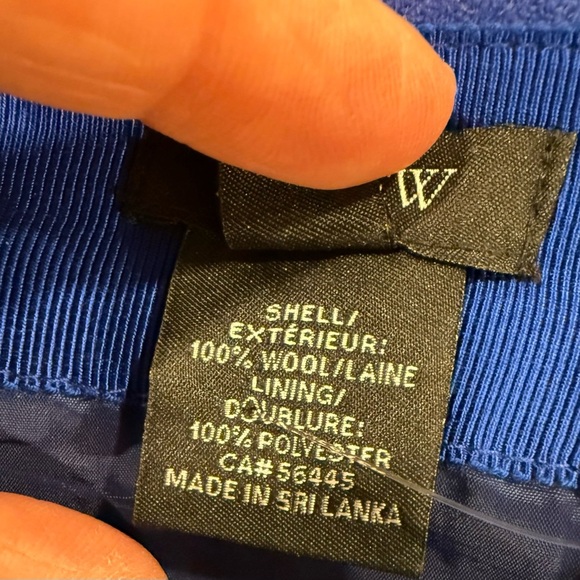 W
SHELL/
EXTÉRIEUR:
100% WOOL/LAINE
LINING/
DOUBLURE:
100% POLYESTER
CA# 56445
MADE IN SRI LANKA